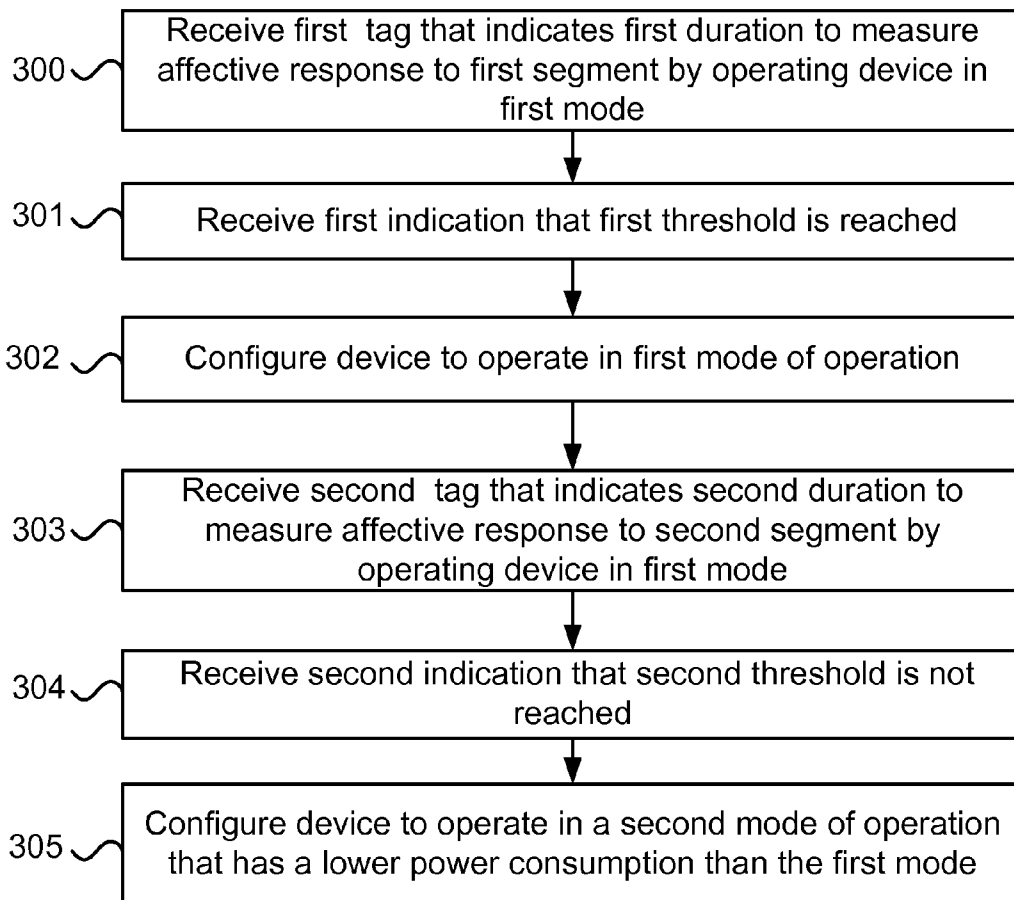 Receive first tag that indicates first duration to measure
affective response to first segment by operating device in
first mode
300
Receive first indication that first threshold is reached
301
Configure device to operate in first mode of operation
302
Receive second tag that indicates second duration to
measure affective response to second segment by
operating device in first mode
303
Receive second indication that second threshold is not
reached
304
Configure device to operate in a second mode of operation
that has a lower power consumption than the first mode
305